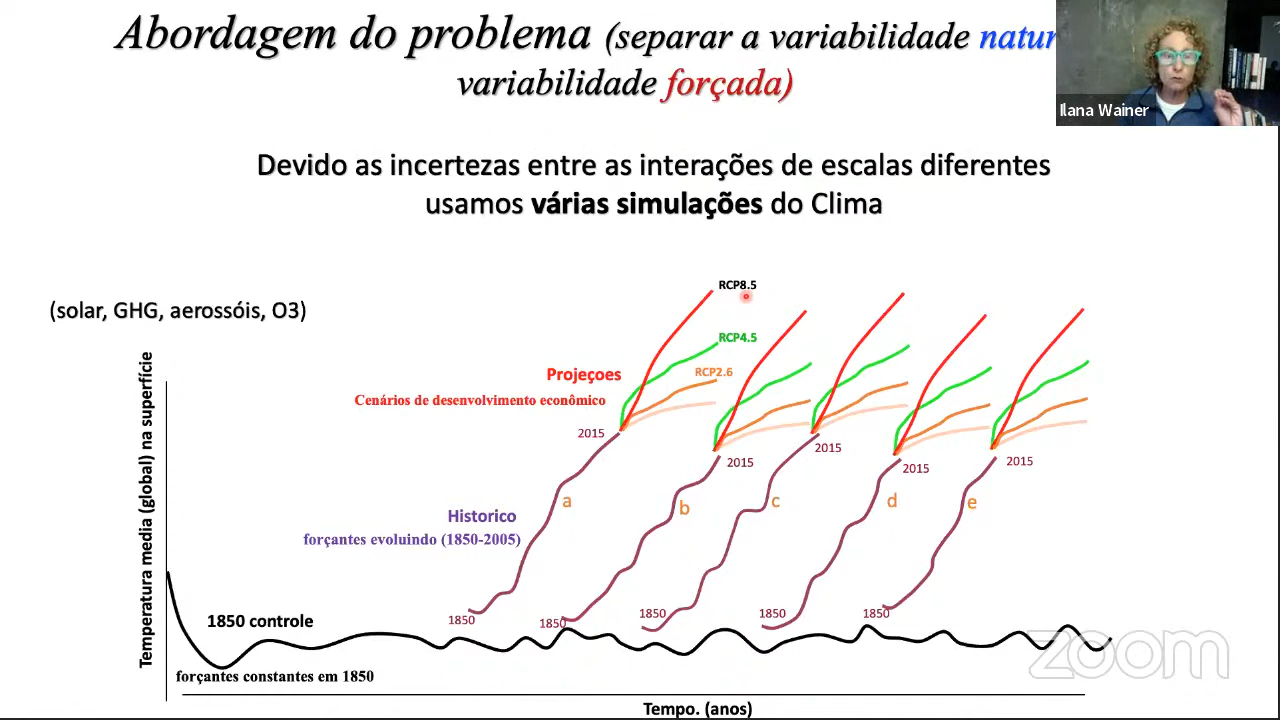 Abordagem do problema (separar a variabilidade
variabilidade forçada)
Ilana Wainer
Devido as incertezas entre as interações de escalas diferentes
usamos várias simulações do Clima
(solar, GHG, aerossóis, O3)
RCP8.5
RCP4.5
RCP2.6
Projeçoes
Cenários de desenvolvimento econômico
2015
2015
2015
2015
2015
a
b
c
d
e
Historico
forçantes evoluindo (1850-2005)
1850
1850
1850
1850
1850
1850 controle
forçantes constantes em 1850
Temperatura media (global) na superfície
Tempo. (anos)
zoom